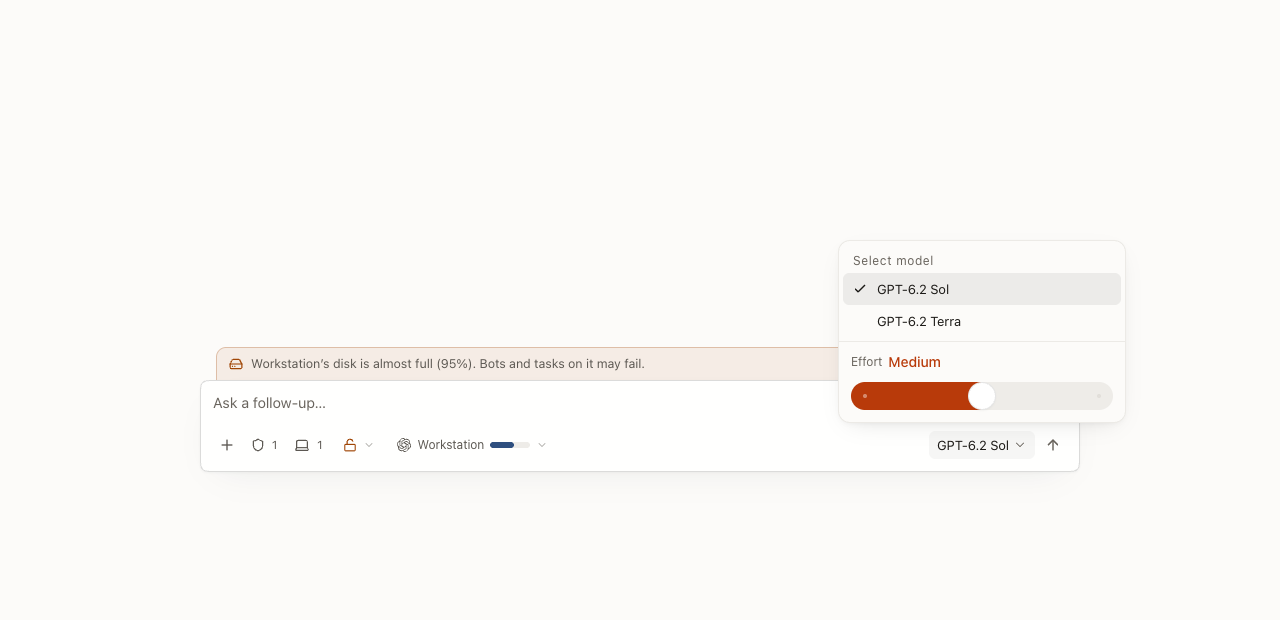 Select model
GPT-6.2 Sol
GPT-6.2 Terra
Effort Medium
Workstation’s disk is almost full (95%). Bots and tasks on it may fail.
Ask a follow-up…
1 1 Workstation GPT-6.2 Sol